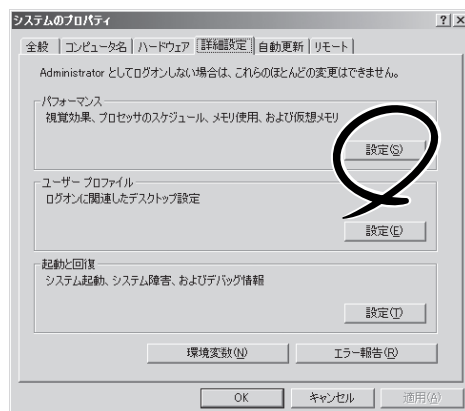 システムのプロパティ
全般 コンピュータ名 ハードウェア 詳細設定 自動更新 リモート
Administrator としてログオンしない場合は、これらのほとんどの変更はできません。
パフォーマンス
視覚効果、プロセッサのスケジュール、メモリ使用、および仮想メモリ
設定(S)
ユーザー プロファイル
ログオンに関連したデスクトップ設定
設定(E)
起動と回復
システム起動、システム障害、およびデバッグ情報
設定(T)
環境変数(N) エラー報告(R)
OK キャンセル 適用(A)